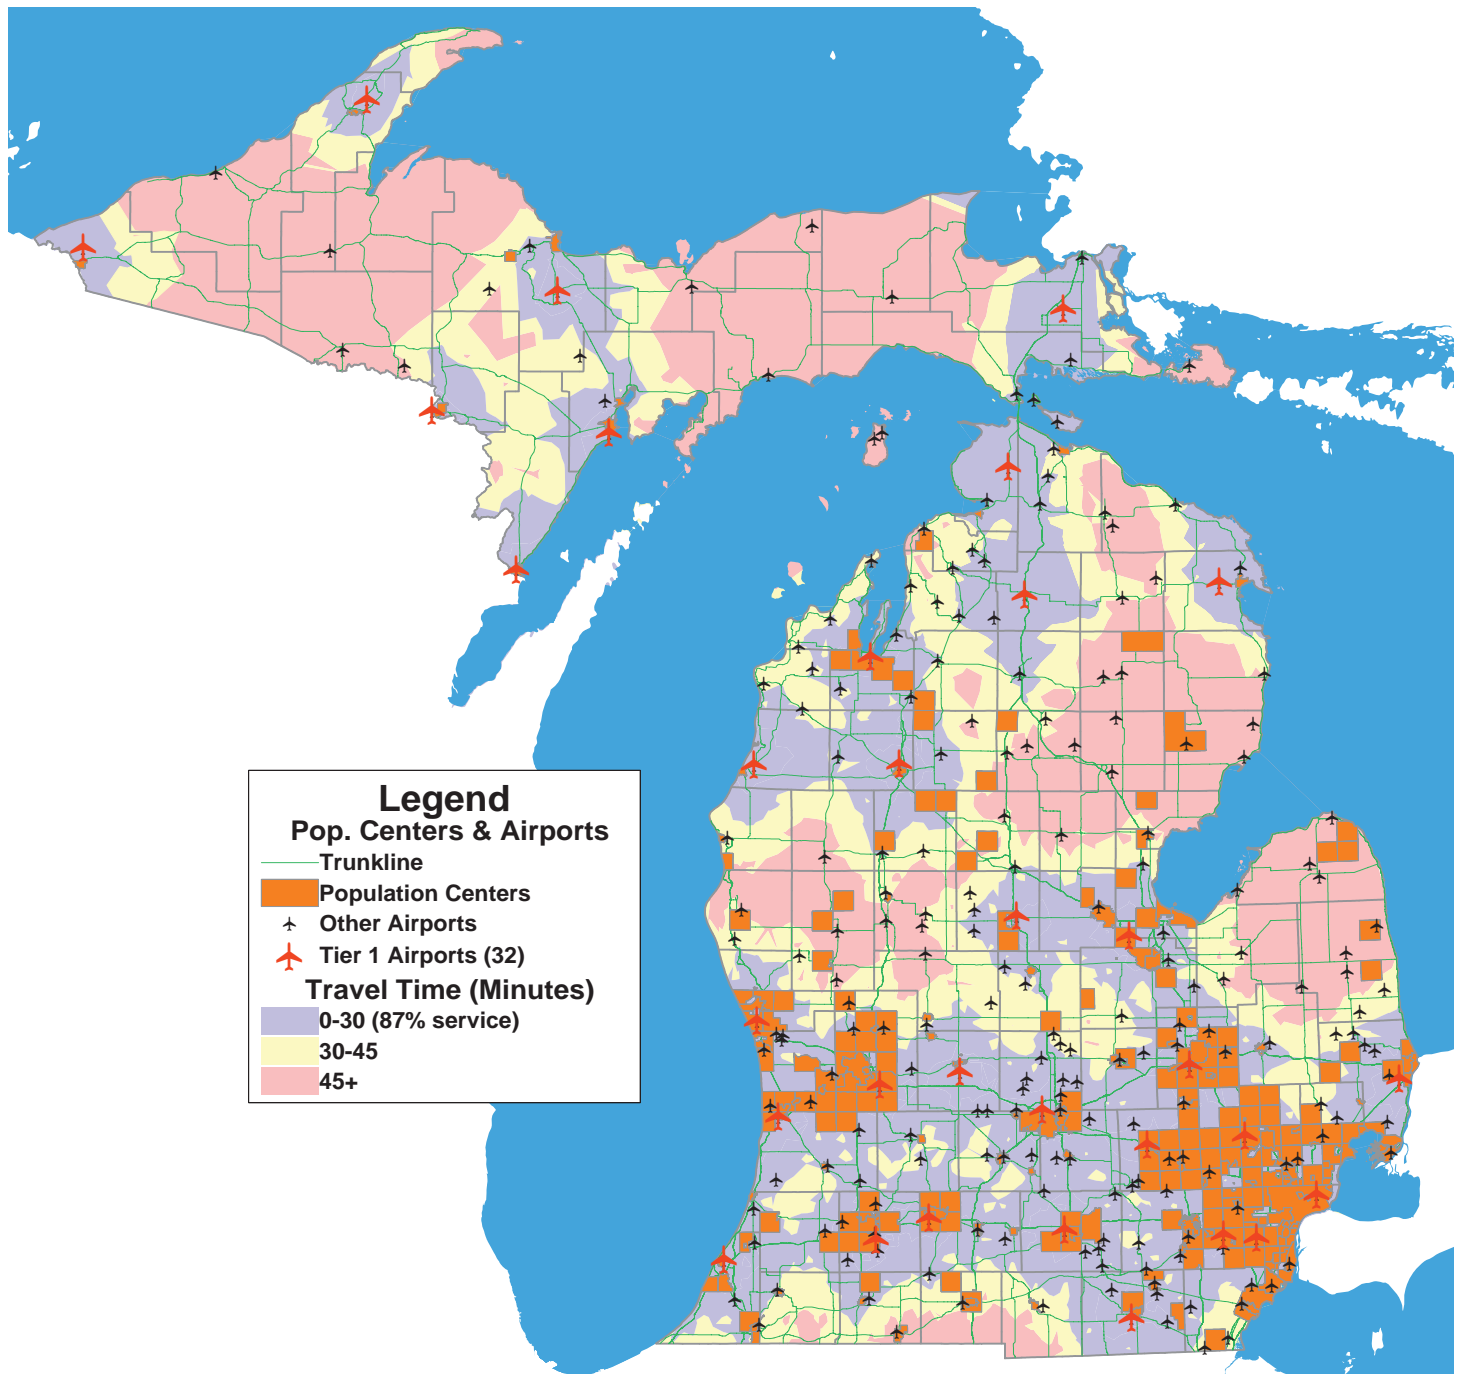 Legend
Pop. Centers & Airports
Trunkline
Population Centers
Other Airports
Tier 1 Airports (32)
Travel Time (Minutes)
0-30 (87% service)
30-45
45+